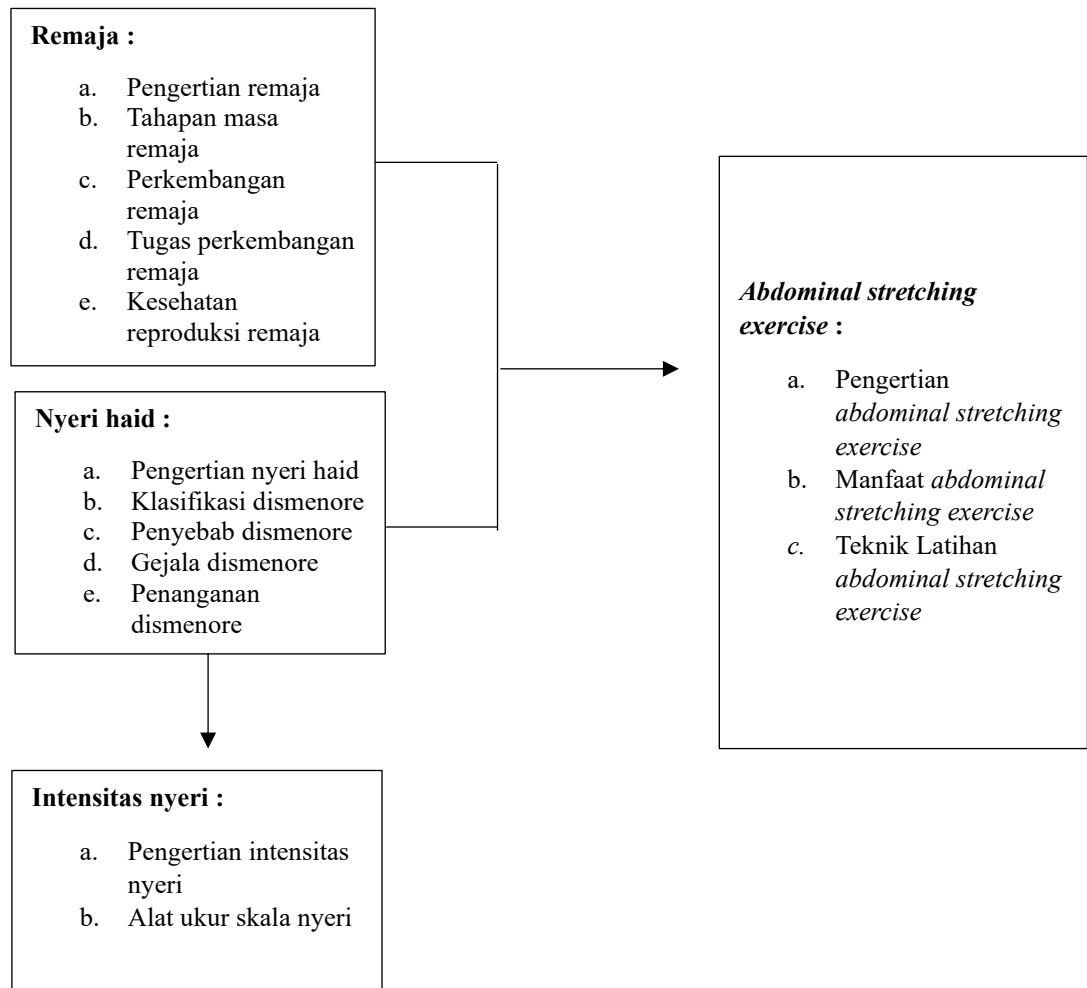 Remaja :
a. Pengertian remaja
b. Tahapan masa
remaja
c. Perkembangan
remaja
d. Tugas perkembangan
remaja
e. Kesehatan
reproduksi remaja
Nyeri haid :
a. Pengertian nyeri haid
b. Klasifikasi dismenore
c. Penyebab dismenore
d. Gejala dismenore
e. Penanganan
dismenore
Intensitas nyeri :
a. Pengertian intensitas
nyeri
b. Alat ukur skala nyeri
Abdominal stretching
exercise :
a. Pengertian
abdominal stretching
exercise
b. Manfaat abdominal
stretching exercise
c. Teknik Latihan
abdominal stretching
exercise